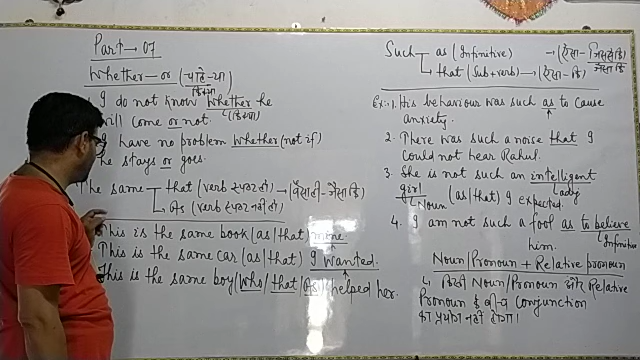 Part → 07
Whether - or (चाहे - या)
(कि क्या)
I do not know whether he
(कि क्या)
will come or not.
I have no problem whether (not if)
he stays or goes.
The same that (verb स्पष्ट हो) → (वैसा ही - जैसा कि)
As (verb स्पष्ट नहीं हो)
This is the same book (as/that) mine
This is the same car (as/that) I wanted.
This is the same boy/who/that/As/helped her.
Such as (Infinitive) → (ऐसा - जिससे कि)
जैसा कि
that (Sub + verb) → (ऐसा - कि)
Ex:- 1. His behaviour was such as to cause
anxiety.
2. There was such a noise that I
could not hear Rahul.
3. She is not such an intelligent
girl (as/that) I expected.
Noun
Adj
4. I am not such a fool as to believe
him.
Infinitive
Noun/Pronoun + Relative pronoun
किसी Noun/Pronoun और Relative
Pronoun के बीच Conjunction
का प्रयोग नहीं होगा।